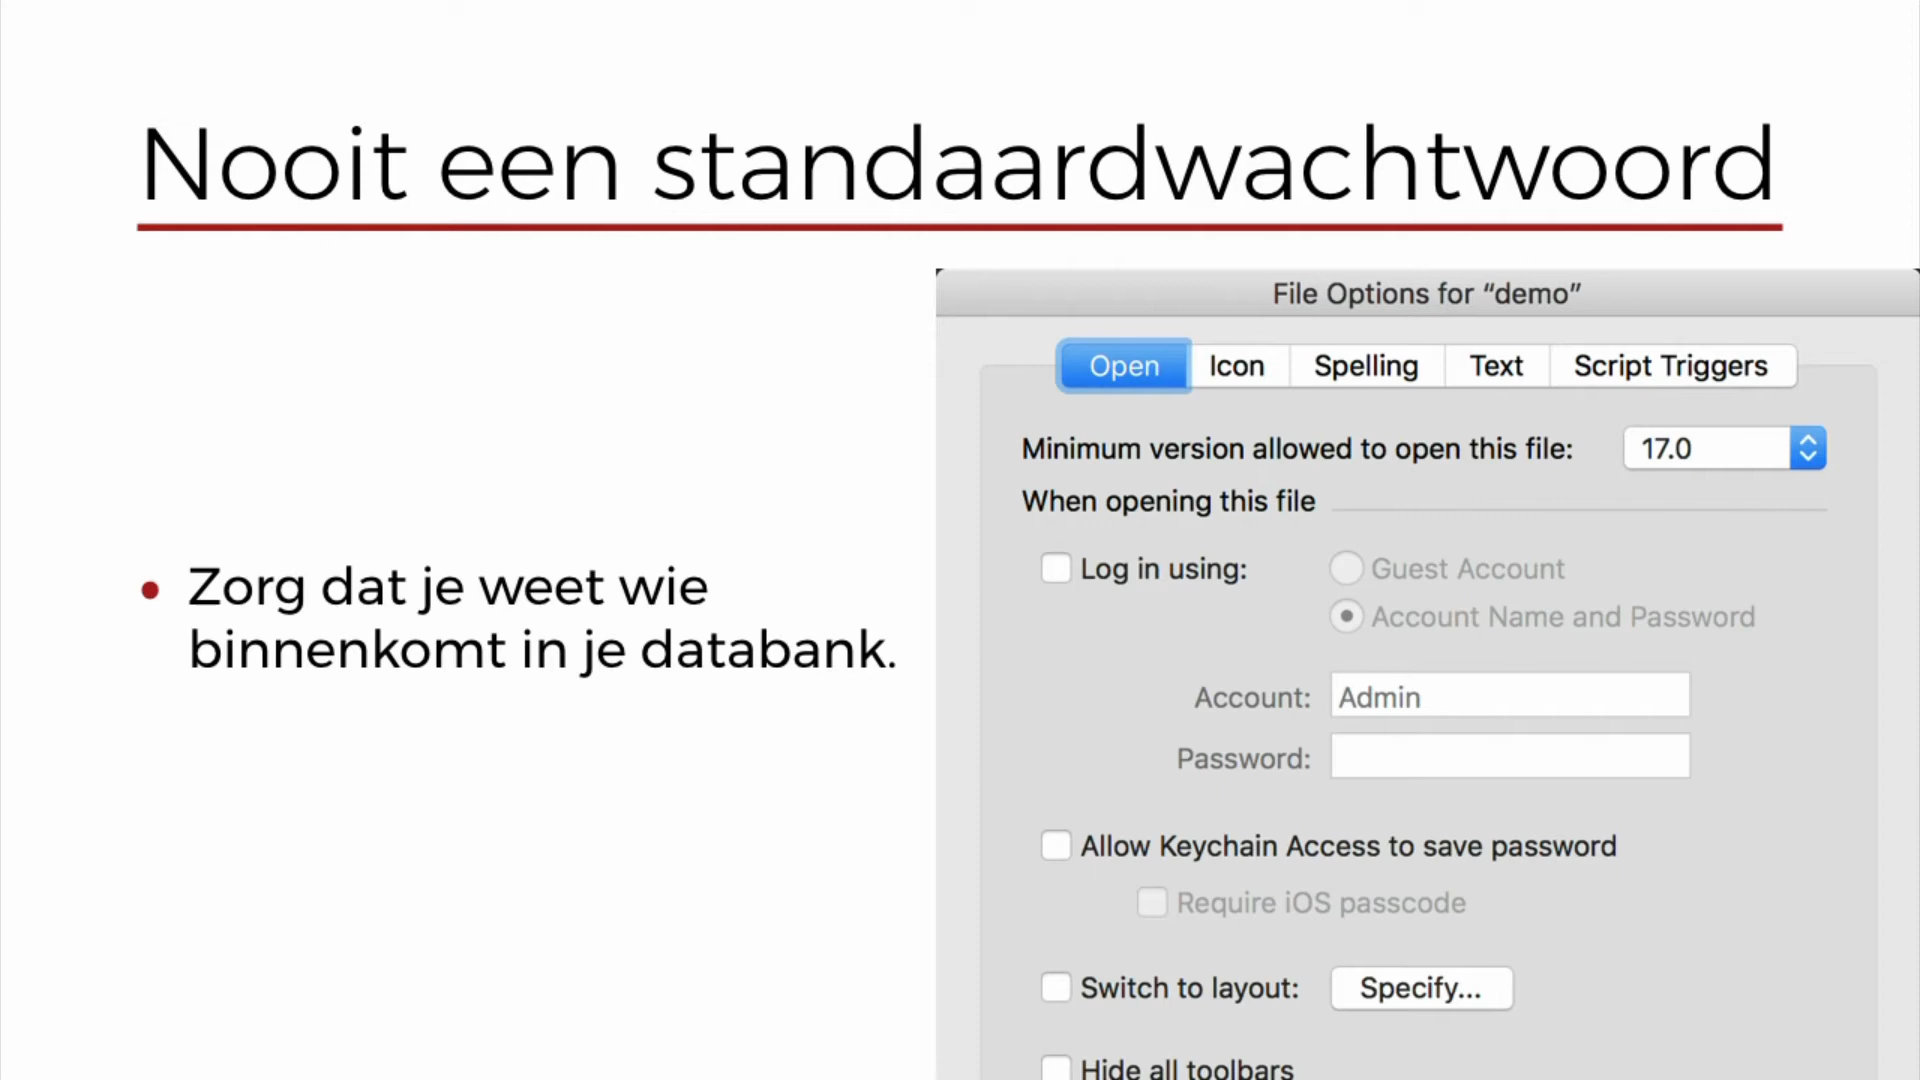 Nooit een standaardwachtwoord
Zorg dat je weet wie
binnenkomt in je databank.
File Options for “demo”
Open Icon Spelling Text Script Triggers
Minimum version allowed to open this file: 17.0
When opening this file
Log in using: Guest Account
Account Name and Password
Account: Admin
Password:
Allow Keychain Access to save password
Require iOS passcode
Switch to layout: Specify...
Hide all toolbars